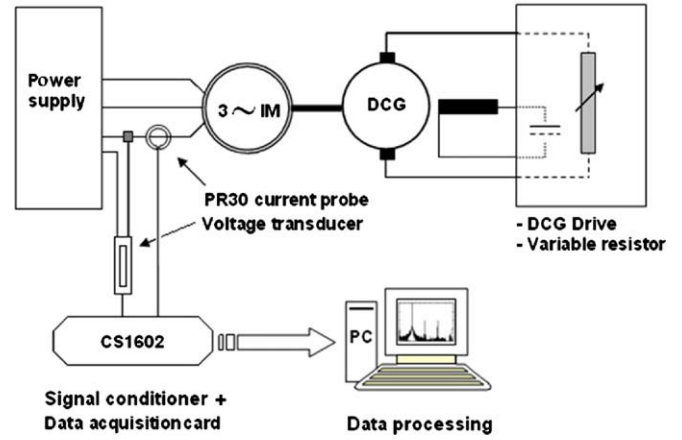 Power
supply
3 ~ IM
DCG
PR30 current probe
Voltage transducer
- DCG Drive
- Variable resistor
CS1602
PC
Signal conditioner +
Data acquisitioncard
Data processing